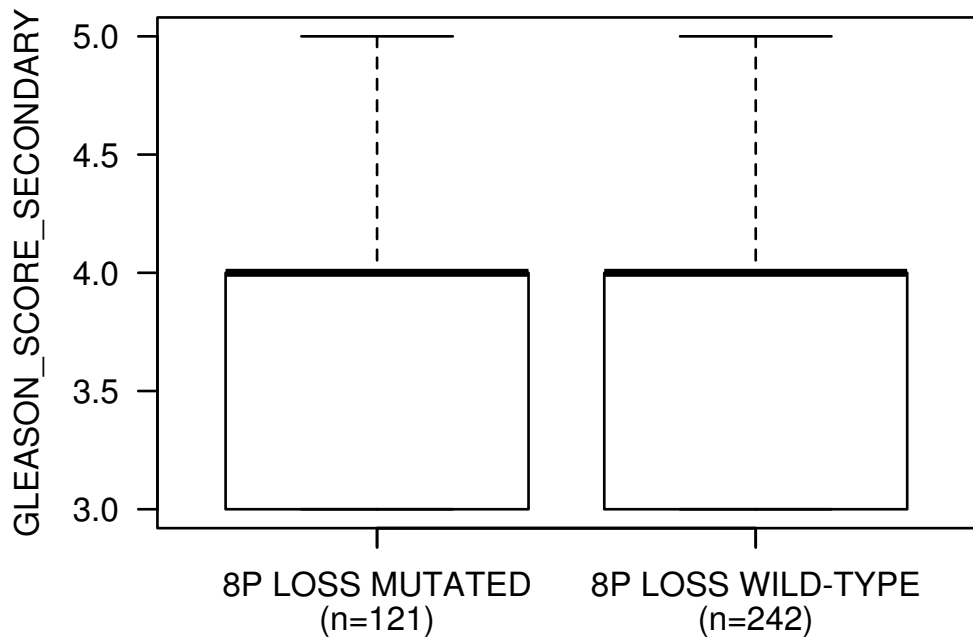 GLEASON_SCORE_SECONDARY
5.0
4.5
4.0
3.5
3.0
8P LOSS MUTATED
(n=121)
8P LOSS WILD-TYPE
(n=242)